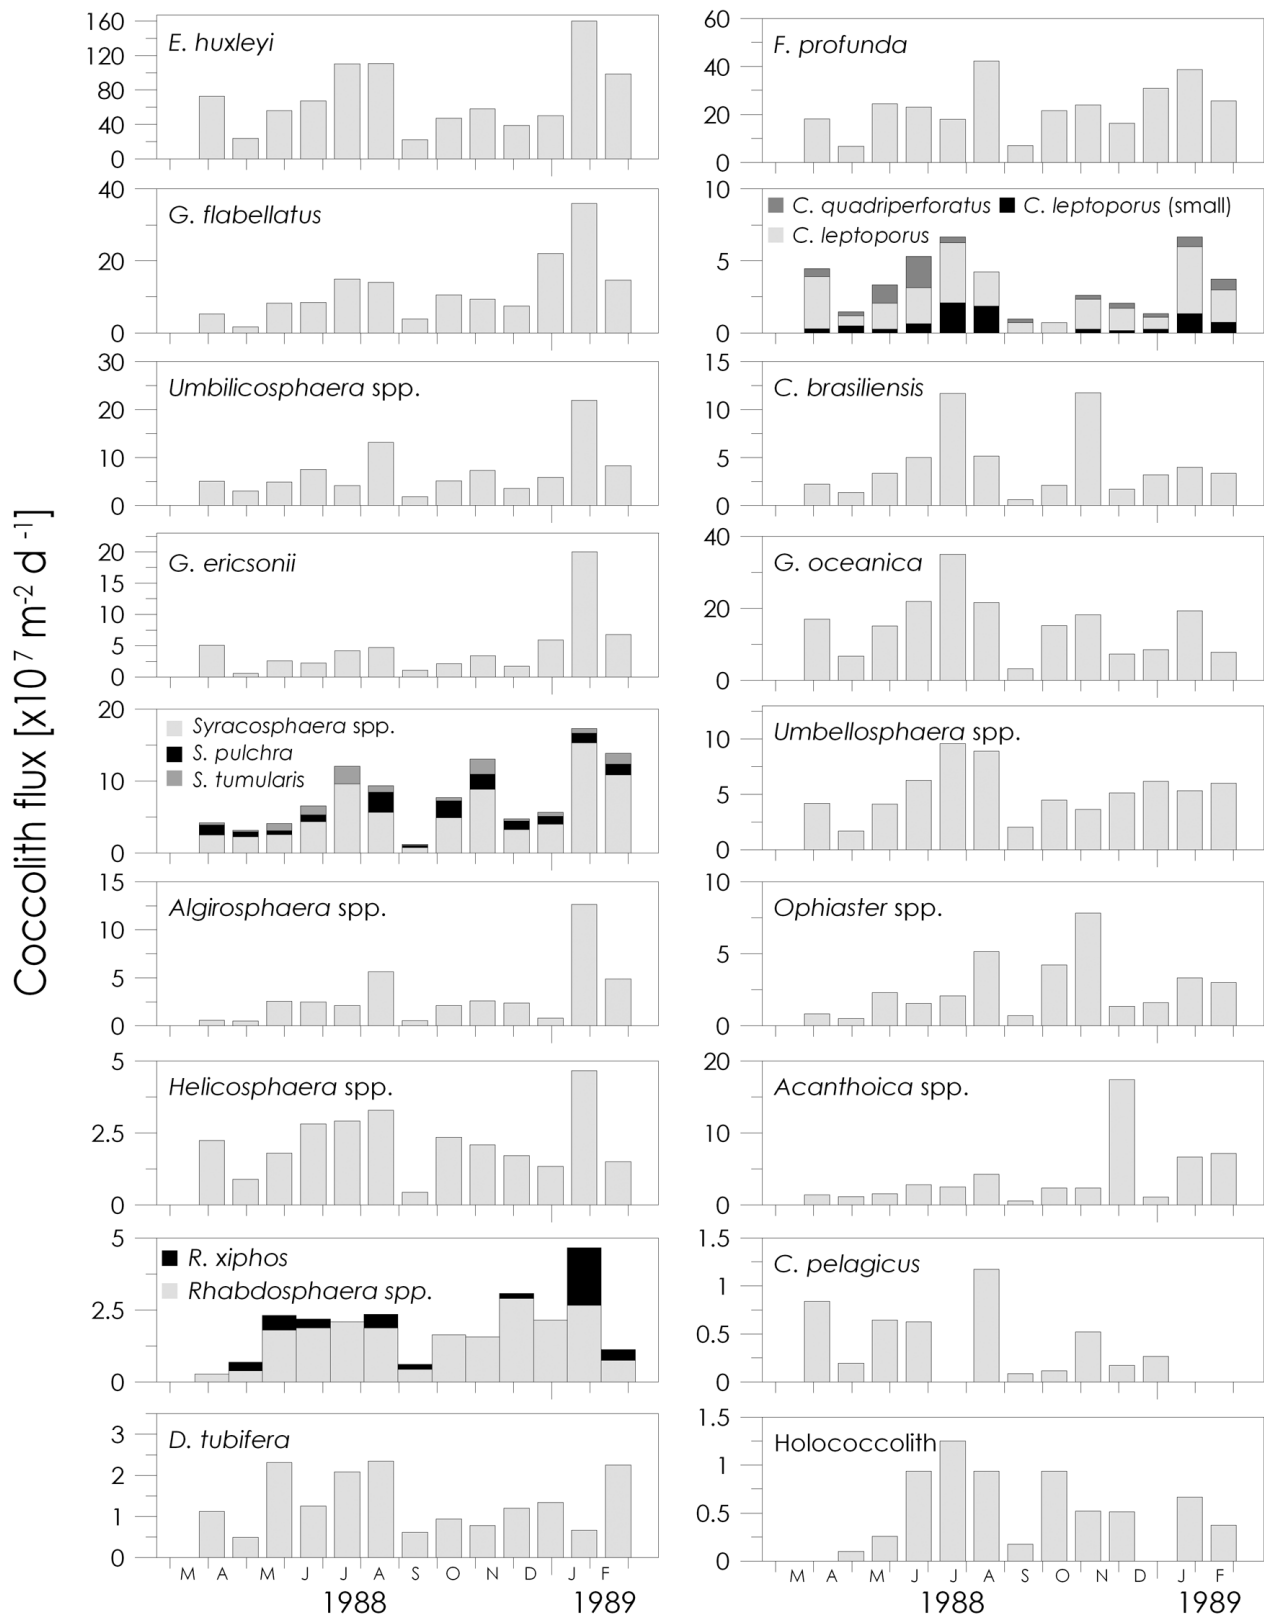 Coccolith flux [x10⁷ m⁻² d⁻¹]
E. huxleyi
160
120
80
40
0
F. profunda
60
40
20
0
G. flabellatus
40
20
0
C. quadriperforatus C. leptoporus (small)
C. leptoporus
10
5
0
Umbilicosphaera spp.
30
20
10
0
C. brasiliensis
15
10
5
0
G. ericsonii
20
15
10
5
0
G. oceanica
40
20
0
Syracosphaera spp.
S. pulchra
S. tumularis
20
10
0
Umbellosphaera spp.
10
5
0
Algirosphaera spp.
15
10
5
0
Ophiaster spp.
10
5
0
Helicosphaera spp.
5
2.5
0
Acanthoica spp.
20
10
0
R. xiphos
Rhabdosphaera spp.
5
2.5
0
C. pelagicus
1.5
1
0.5
0
D. tubifera
3
2
1
0
M A M J J A S O N D J F
1988 1989
Holococcolith
1.5
1
0.5
0
M A M J J A S O N D J F
1988 1989